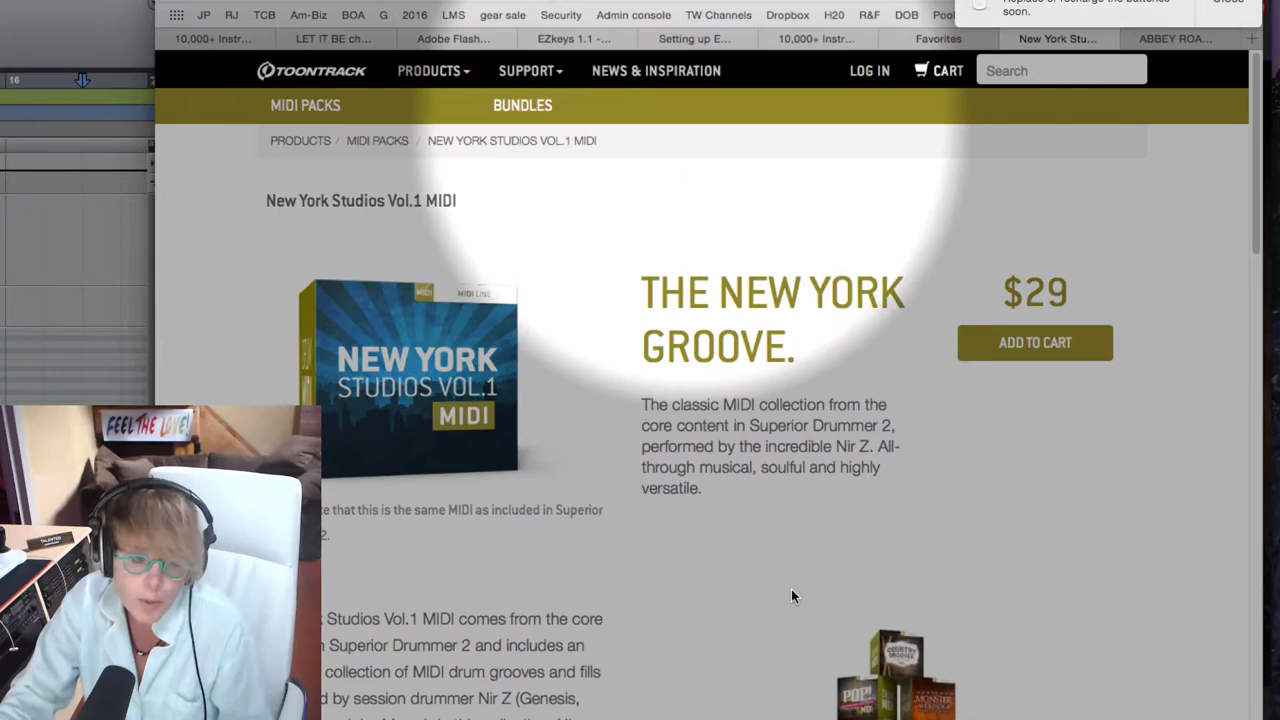 soon.
JP RJ TCB Am-Biz BOA G 2016 LMS gear sale Security Admin console TW Channels Dropbox H20 R&F DOB
10,000+ Instr... LET IT BE ch... Adobe Flash... EZkeys 1.1 -... Setting up E... 10,000+ Instr... Favorites New York Stu... ABBEY ROA...
16
TOONTRACK PRODUCTS SUPPORT NEWS & INSPIRATION LOG IN CART Search
MIDI PACKS BUNDLES
PRODUCTS / MIDI PACKS / NEW YORK STUDIOS VOL.1 MIDI
New York Studios Vol.1 MIDI
MIDI MIDI LINE
NEW YORK
STUDIOS VOL.1
MIDI
THE NEW YORK
GROOVE.
$29
ADD TO CART
The classic MIDI collection from the
core content in Superior Drummer 2,
performed by the incredible Nir Z. All-
through musical, soulful and highly
versatile.
that this is the same MIDI as included in Superior
2.
Studios Vol.1 MIDI comes from the core
Superior Drummer 2 and includes an
collection of MIDI drum grooves and fills
by session drummer Nir Z (Genesis,
COUNTRY
POP!
MONSTER
FEEL THE LOVE!
TALENTED